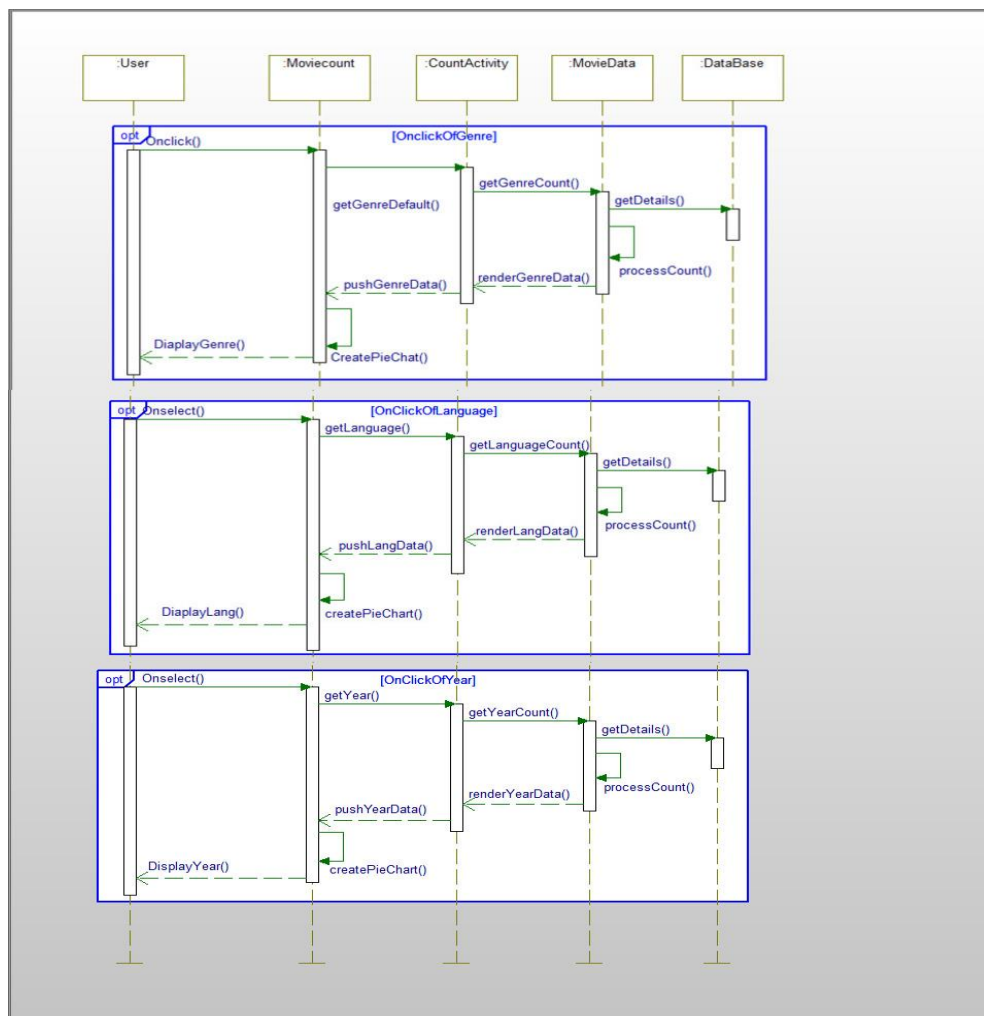 :User
:Moviecount
:CountActivity
:MovieData
:DataBase
opt
[OnclickOfGenre]
Onclick()
getGenreCount()
getDetails()
getGenreDefault()
processCount()
renderGenreData()
pushGenreData()
DiaplayGenre()
CreatePieChat()
opt
Onselect()
[OnClickOfLanguage]
getLanguage()
getLanguageCount()
getDetails()
processCount()
renderLangData()
pushLangData()
DiaplayLang()
createPieChart()
opt
Onselect()
[OnClickOfYear]
getYear()
getYearCount()
getDetails()
processCount()
renderYearData()
pushYearData()
DisplayYear()
createPieChart()